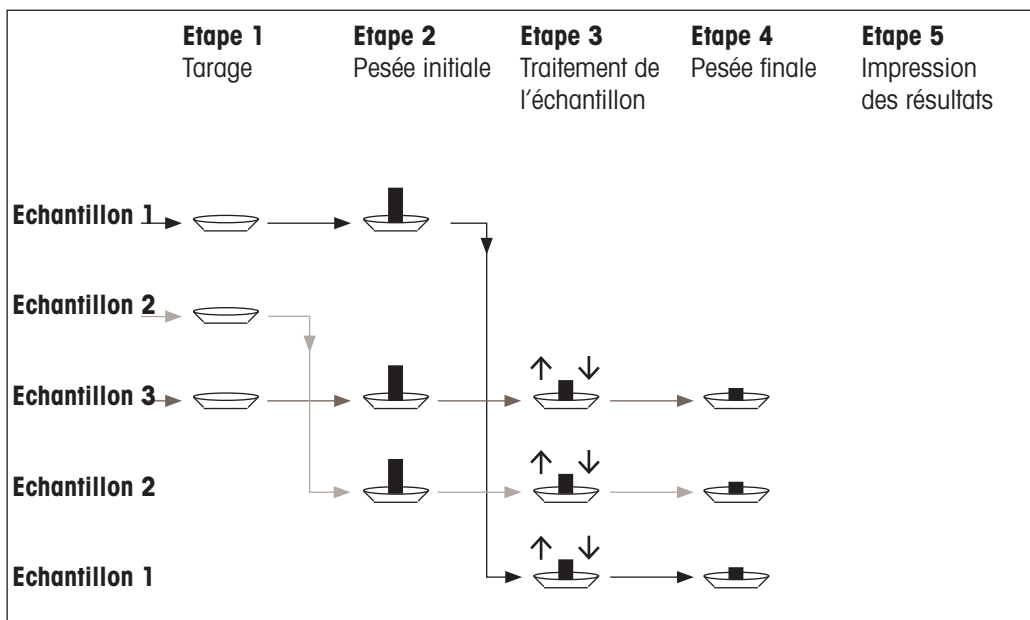 Etape 1
Tarage
Etape 2
Pesée initiale
Etape 3
Traitement de
l'échantillon
Etape 4
Pesée finale
Etape 5
Impression
des résultats
Echantillon 1
Echantillon 2
Echantillon 3
Echantillon 2
Echantillon 1